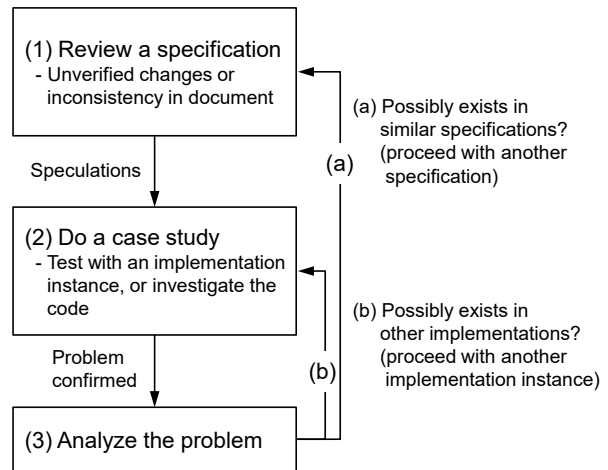 (1) Review a specification
- Unverified changes or
inconsistency in document
Speculations
(2) Do a case study
- Test with an implementation
instance, or investigate the
code
Problem
confirmed
(3) Analyze the problem
(a)
(b)
(a) Possibly exists in
similar specifications?
(proceed with another
specification)
(b) Possibly exists in
other implementations?
(proceed with another
implementation instance)